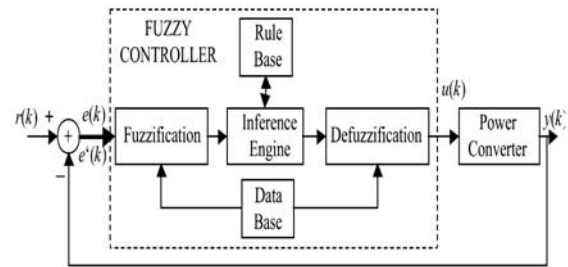 FUZZY
CONTROLLER
Rule
Base
r(k)
+
+
−
e(k)
e'(k)
Fuzzification
Inference
Engine
Defuzzification
u(k)
Power
Converter
y(k)
Data
Base